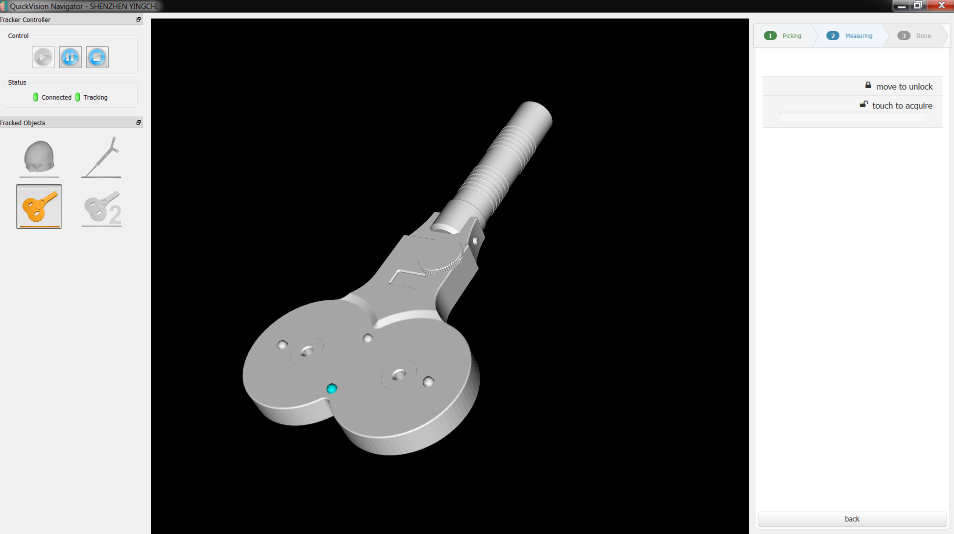 QuickVision Navigator - SHENZHEN YINGCHI
Tracker Controller
Control
Status
Connected Tracking
Tracked Objects
2
1 Picking 2 Measuring 3 Done
move to unlock
touch to acquire
back